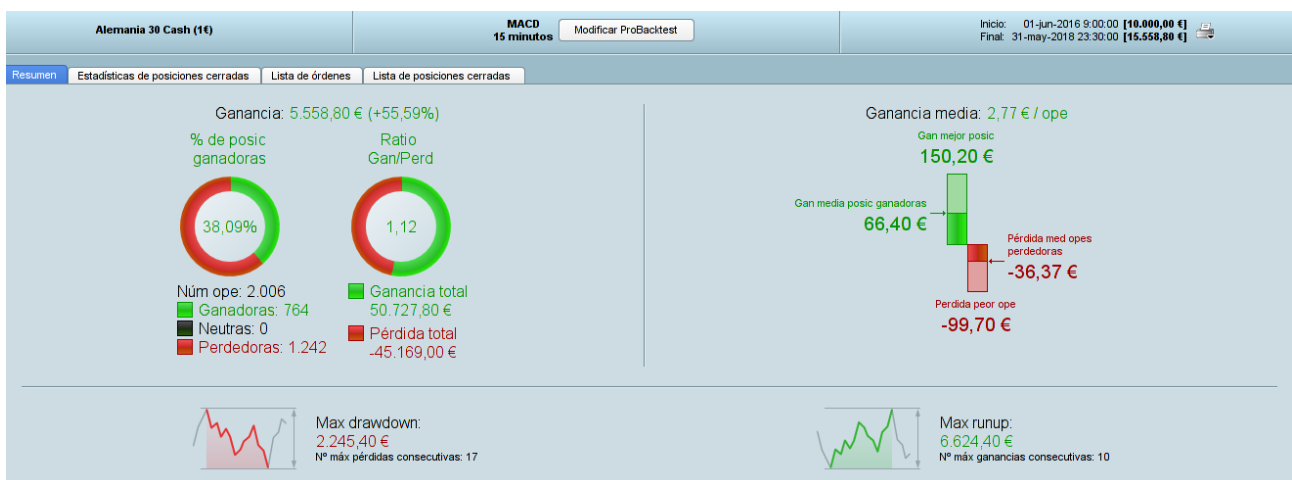 Alemania 30 Cash (1€)
MACD
15 minutos
Modificar ProBacktest
Inicio: 01-jun-2016 9:00:00 [10.000,00 €]
Final: 31-may-2018 23:30:00 [15.558,80 €]
Resumen
Estadísticas de posiciones cerradas
Lista de órdenes
Lista de posiciones cerradas
Ganancia: 5.558,80 € (+55,59%)
% de posic
ganadoras
38,09%
Núm ope: 2.006
Ganadoras: 764
Neutras: 0
Perdedoras: 1.242
Ratio
Gan/Perd
1,12
Ganancia total
50.727,80 €
Pérdida total
-45.169,00 €
Ganancia media: 2,77 € / ope
Gan mejor posic
150,20 €
Gan media posic ganadoras
66,40 €
Pérdida med opes
perdedoras
-36,37 €
Perdida peor ope
-99,70 €
Max drawdown:
2.245,40 €
Nº máx pérdidas consecutivas: 17
Max runup:
6.624,40 €
Nº máx ganancias consecutivas: 10